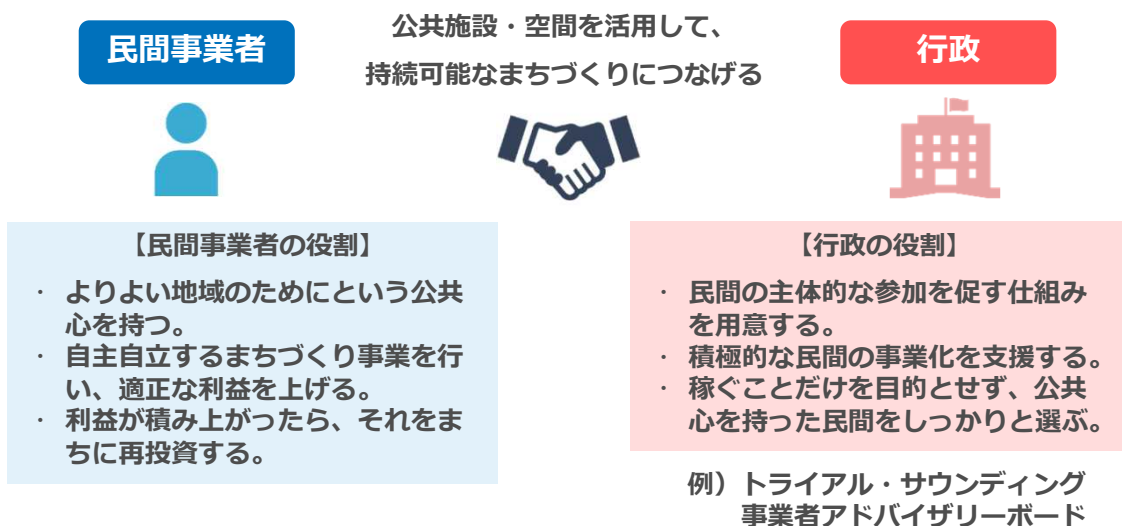 民間事業者
公共施設・空間を活用して、
持続可能なまちづくりにつなげる
行政
【民間事業者の役割】
・ よりよい地域のためにという公共
心を持つ。
・ 自主自立するまちづくり事業を行
い、適正な利益を上げる。
・ 利益が積み上がったら、それをま
ちに再投資する。
【行政の役割】
・ 民間の主体的な参加を促す仕組み
を用意する。
・ 積極的な民間の事業化を支援する。
・ 稼ぐことだけを目的とせず、公共
心を持った民間をしっかりと選ぶ。
例）トライアル・サウンディング
事業者アドバイザリーボード